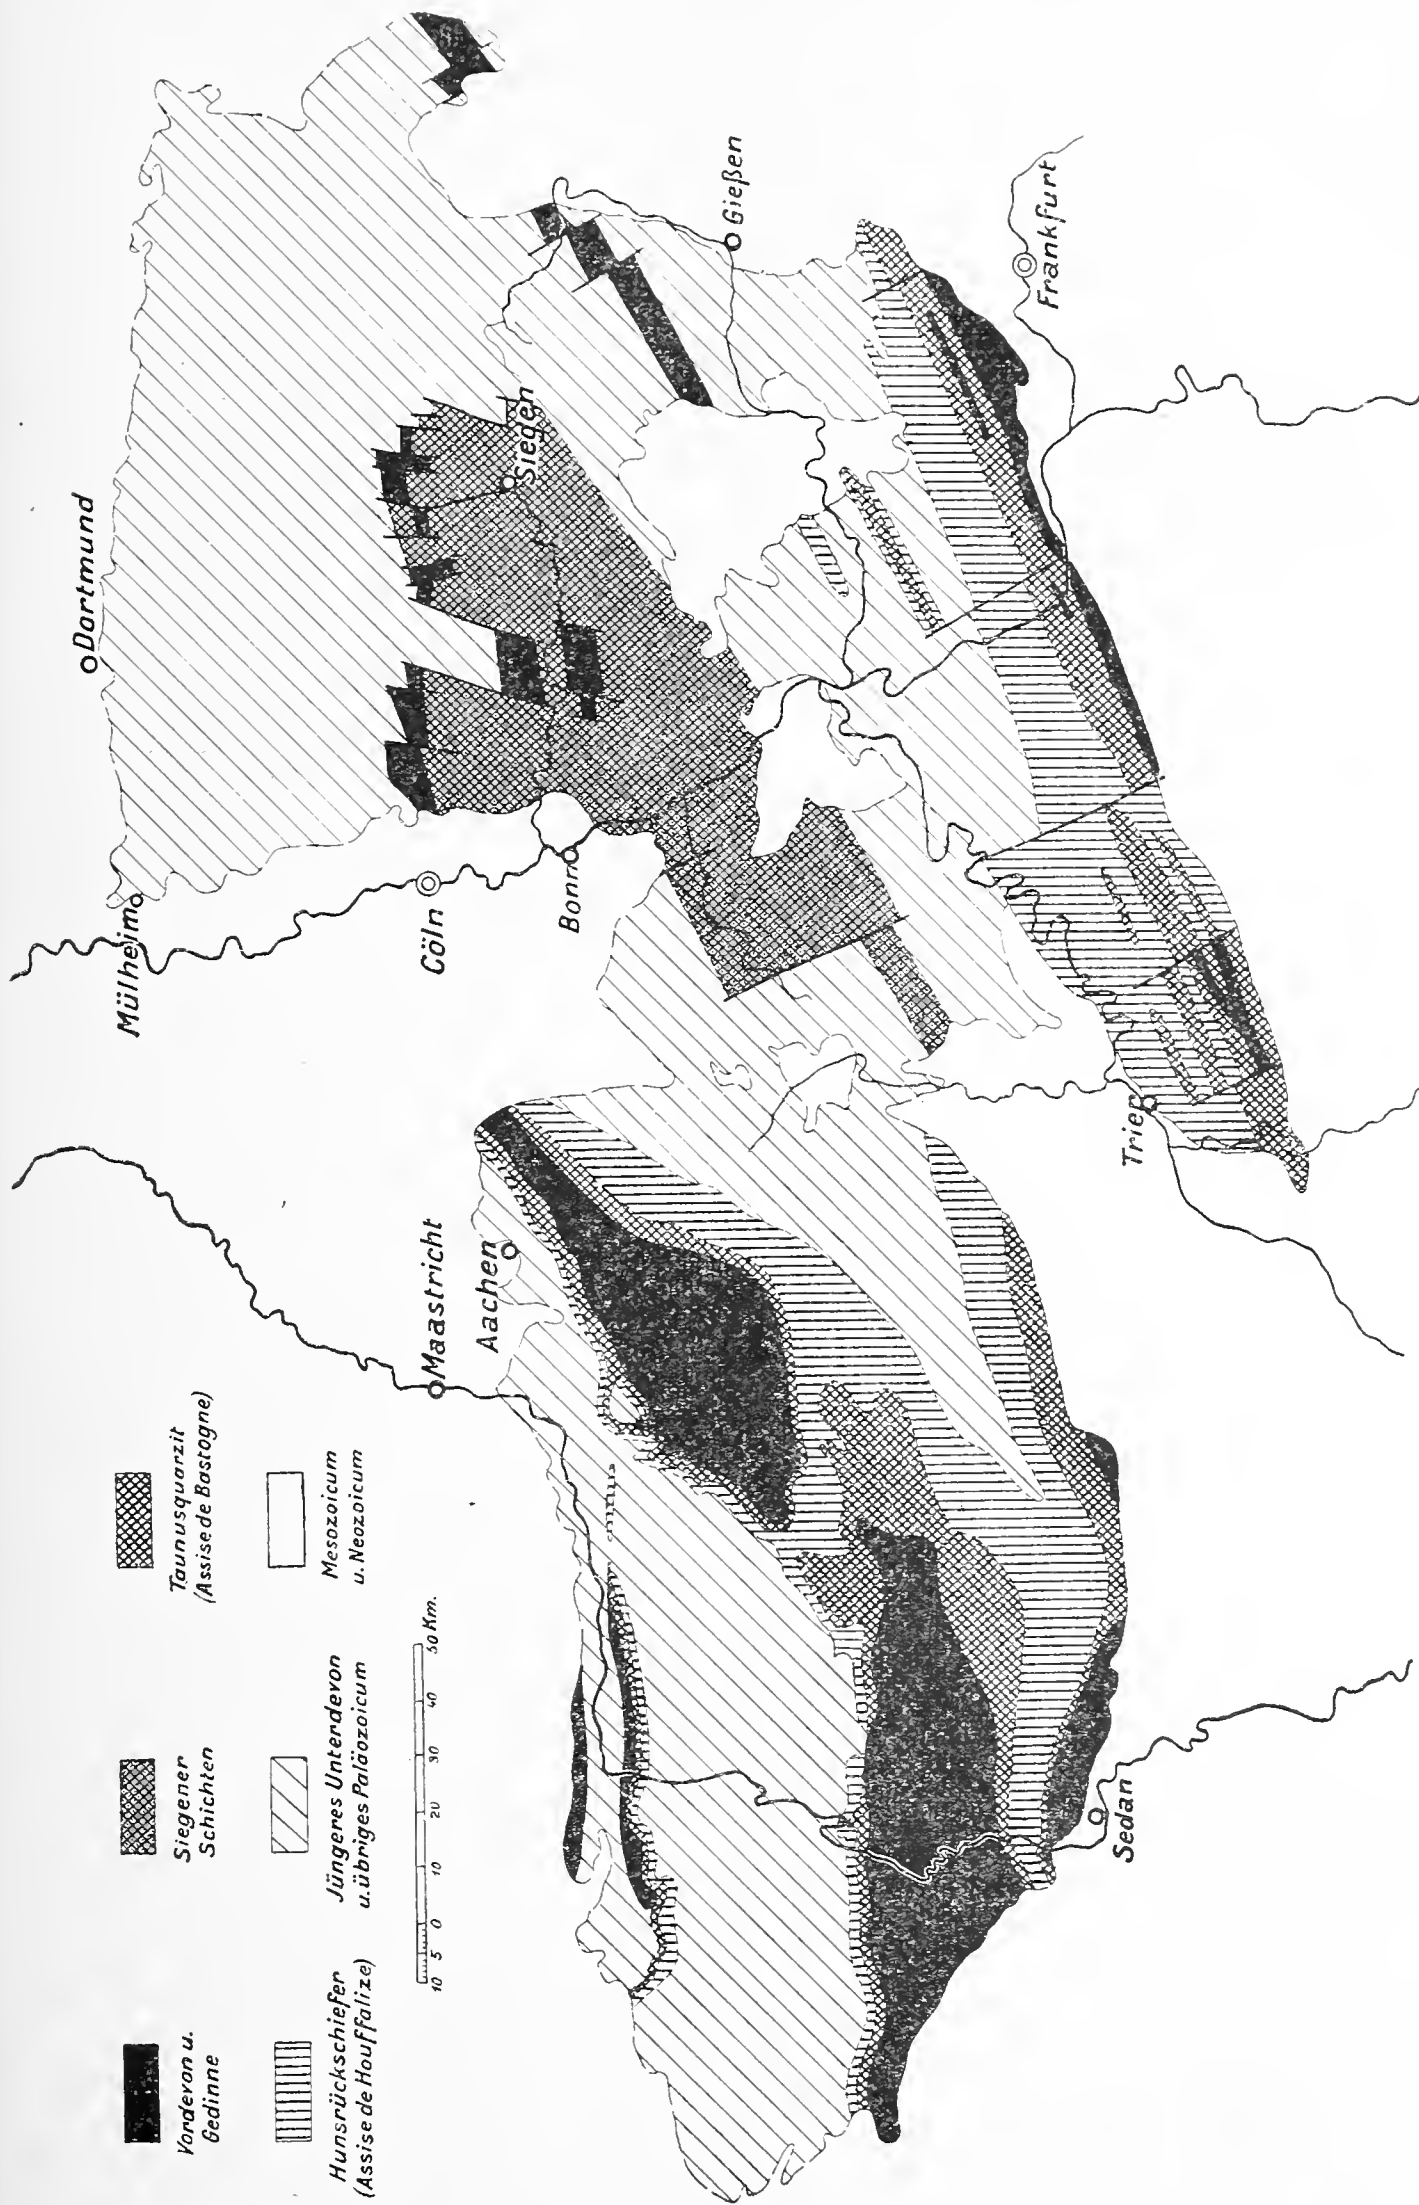 Vordevon u.
Gedinne
Siegener
Schichten
Taunusquarzit
(Assise de Bastogne)
Hunsrückschiefer
(Assise de Houffalize)
Jüngeres Unterdevon
u. übriges Paläozoicum
Mesozoicum
u. Neozoicum
10 5 0 10 20 30 40 50 Km.
Maastricht
Aachen
Sedan
Trier
Mülheim
Cöln
Bonn
Dortmund
Siegen
Gießen
Frankfurt